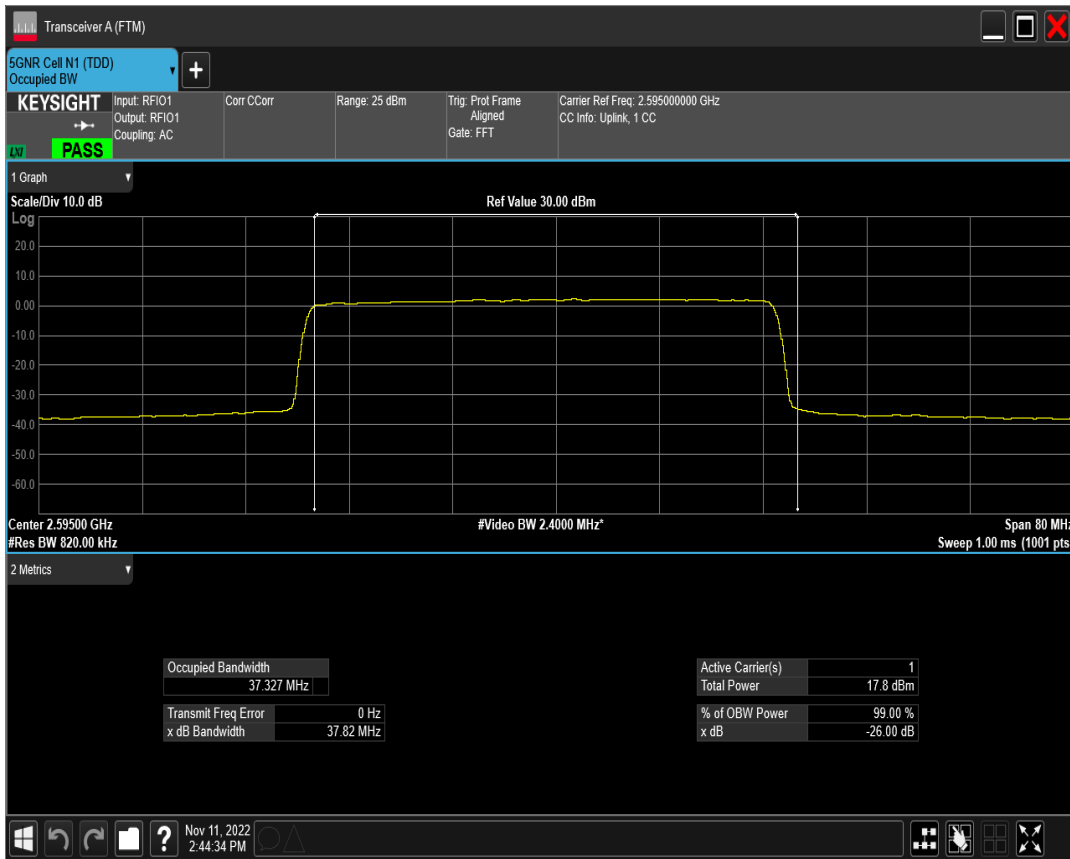 Transceiver A (FTM)
5GNR Cell N1 (TDD)
Occupied BW
+
KEYSIGHT
LXI
PASS
Input: RFIO1
Output: RFIO1
Coupling: AC
Corr CCorr
Range: 25 dBm
Trig: Prot Frame
Aligned
Gate: FFT
Carrier Ref Freq: 2.595000000 GHz
CC Info: Uplink, 1 CC
1 Graph
Scale/Div 10.0 dB
Ref Value 30.00 dBm
Log
20.0
10.0
0.00
-10.0
-20.0
-30.0
-40.0
-50.0
-60.0
Center 2.59500 GHz
#Video BW 2.4000 MHz*
Span 80 MHz
#Res BW 820.00 kHz
Sweep 1.00 ms (1001 pts
2 Metrics
Occupied Bandwidth
37.327 MHz
Transmit Freq Error 0 Hz
x dB Bandwidth 37.82 MHz
Active Carrier(s) 1
Total Power 17.8 dBm
% of OBW Power 99.00 %
x dB -26.00 dB
?
Nov 11, 2022
2:44:34 PM